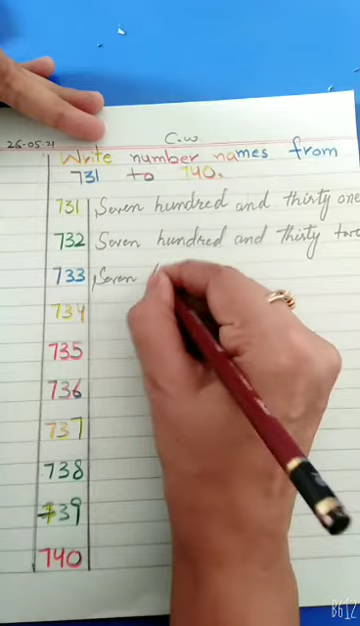 C.w
26-05-21
Write number names from
731 to 740.
731 Seven hundred and thirty one
732 Seven hundred and thirty two
733 Seven
734
735
736
737
738
739
740
B612